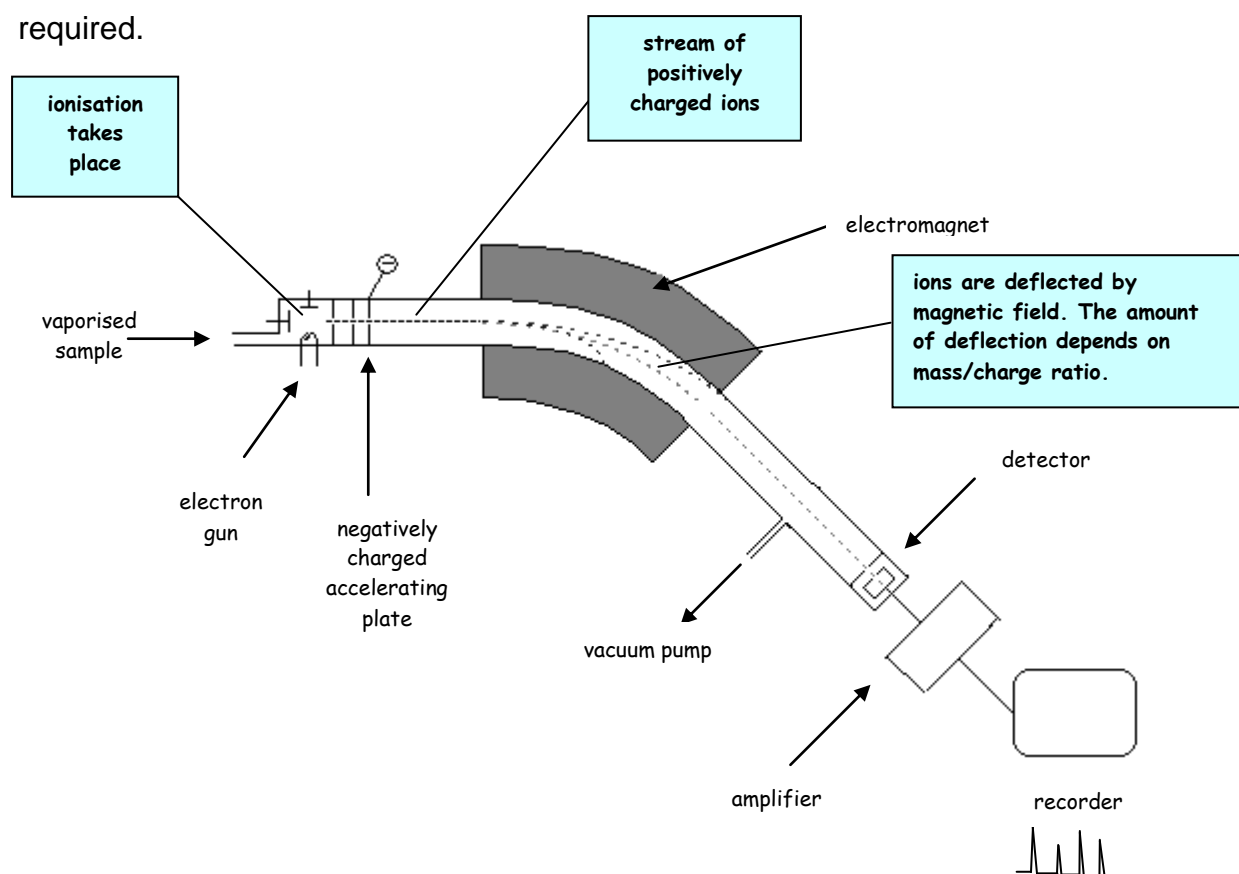 required.
ionisation
takes
place
stream of
positively
charged ions
electromagnet
ions are deflected by
magnetic field. The amount
of deflection depends on
mass/charge ratio.
vaporised
sample
electron
gun
negatively
charged
accelerating
plate
detector
vacuum pump
amplifier
recorder